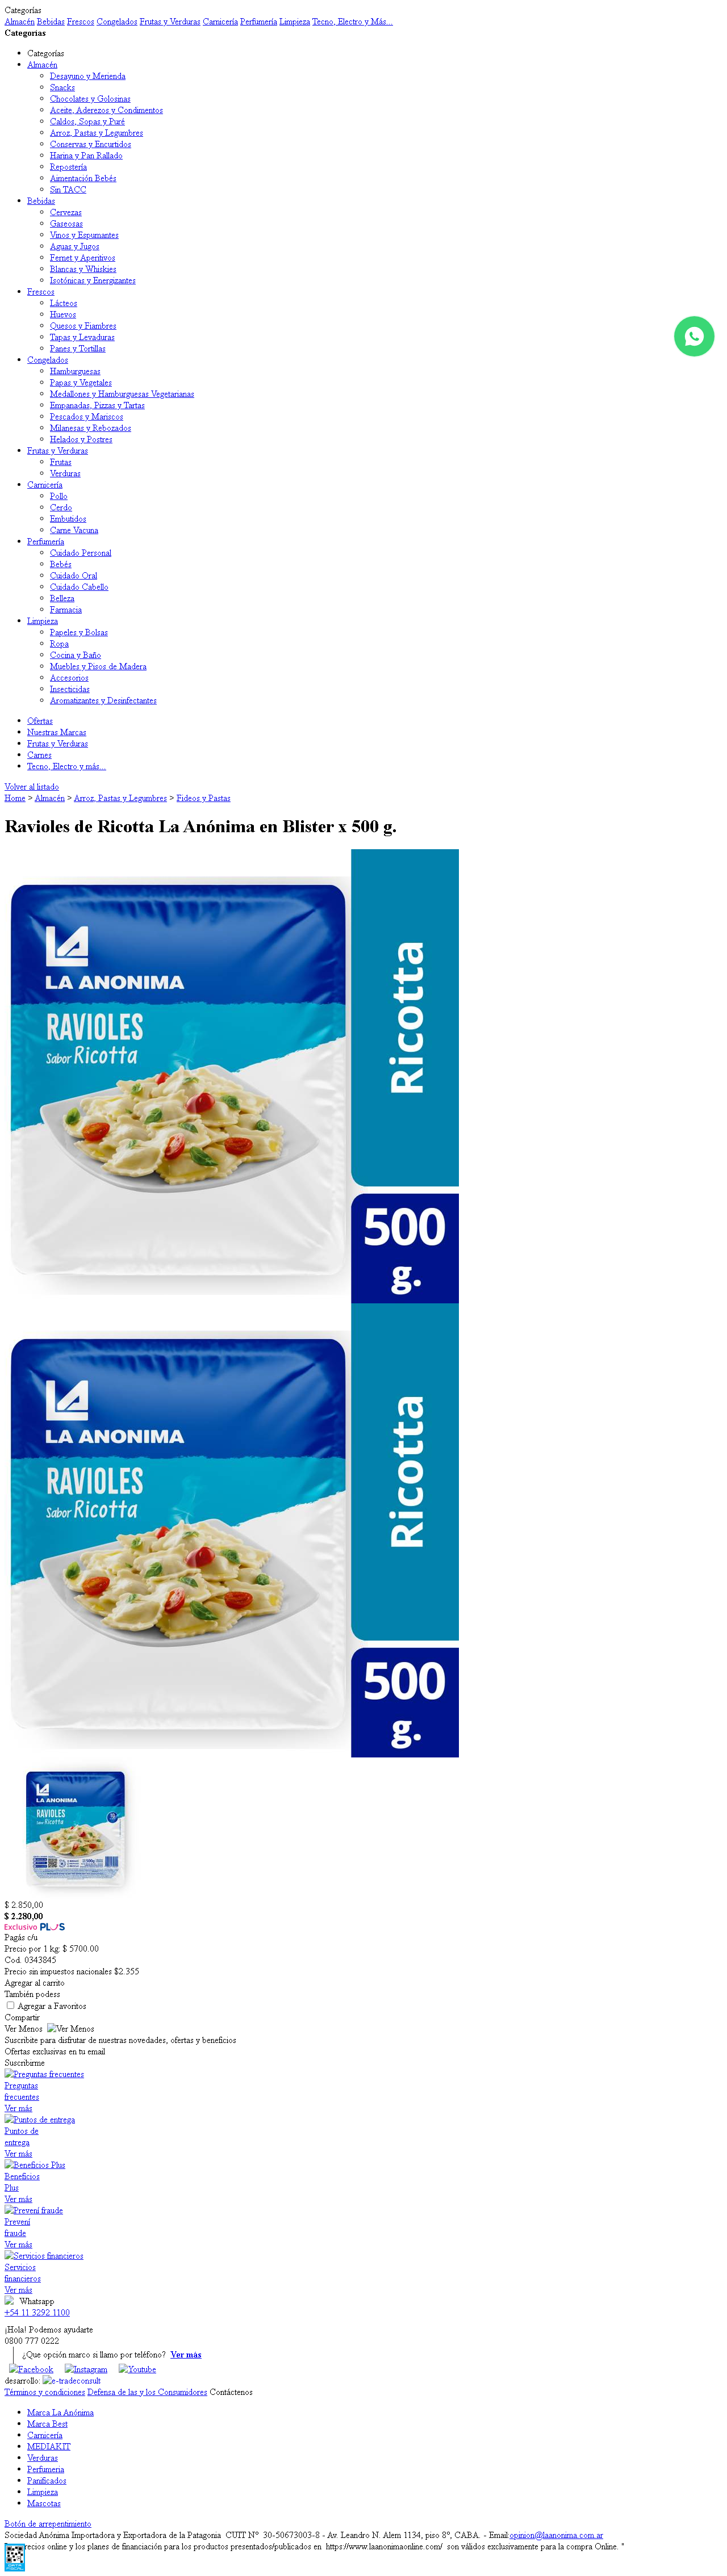 Categorías
Almacén Bebidas Frescos Congelados Frutas y Verduras Carnicería Perfumería Limpieza Tecno, Electro y Más...
Categorías
Categorías
Almacén
Desayuno y Merienda
Snacks
Chocolates y Golosinas
Aceite, Aderezos y Condimentos
Caldos, Sopas y Puré
Arroz, Pastas y Legumbres
Conservas y Encurtidos
Harina y Pan Rallado
Repostería
Aimentación Bebés
Sin TACC
Bebidas
Cervezas
Gaseosas
Vinos y Espumantes
Aguas y Jugos
Fernet y Aperitivos
Blancas y Whiskies
Isotónicas y Energizantes
Frescos
Lácteos
Huevos
Quesos y Fiambres
Tapas y Levaduras
Panes y Tortillas
Congelados
Hamburguesas
Papas y Vegetales
Medallones y Hamburguesas Vegetarianas
Empanadas, Pizzas y Tartas
Pescados y Mariscos
Milanesas y Rebozados
Helados y Postres
Frutas y Verduras
Frutas
Verduras
Carnicería
Pollo
Cerdo
Embutidos
Carne Vacuna
Perfumería
Cuidado Personal
Bebés
Cuidado Oral
Cuidado Cabello
Belleza
Farmacia
Limpieza
Papeles y Bolsas
Ropa
Cocina y Baño
Muebles y Pisos de Madera
Accesorios
Insecticidas
Aromatizantes y Desinfectantes
Ofertas
Nuestras Marcas
Frutas y Verduras
Carnes
Tecno, Electro y más...
Volver al listado
Home > Almacén > Arroz, Pastas y Legumbres > Fideos y Pastas
Ravioles de Ricotta La Anónima en Blister x 500 g.
LA ANONIMA
RAVIOLES
Sabor Ricotta
Ricotta
500
g.
LA ANONIMA
RAVIOLES
Sabor Ricotta
Ricotta
500
g.
LA ANONIMA
RAVIOLES
Sabor Ricotta
$ 2.850,00
$ 2.280,00
Exclusivo PLUS
Pagás c/u
Precio por 1 kg: $ 5700.00
Cod. 0343845
Precio sin impuestos nacionales $2.355
Agregar al carrito
También podess
Agregar a Favoritos
Compartir
Ver Menos Ver Menos
Suscribite para disfrutar de nuestras novedades, ofertas y beneficios
Ofertas exclusivas en tu email
Suscribirme
Preguntas frecuentes
Preguntas
frecuentes
Ver más
Puntos de entrega
Puntos de
entrega
Ver más
Beneficios Plus
Beneficios
Plus
Ver más
Prevení fraude
Prevení
fraude
Ver más
Servicios financieros
Servicios
financieros
Ver más
Whatsapp
+54 11 3292 1100
¡Hola! Podemos ayudarte
0800 777 0222
¿Que opción marco si llamo por teléfono? Ver más
Facebook Instagram Youtube
desarrollo: e-tradeconsult
Términos y condiciones Defensa de las y los Consumidores Contáctenos
Marca La Anónima
Marca Best
Carnicería
MEDIAKIT
Verduras
Perfumeria
Panificados
Limpieza
Mascotas
Botón de arrepentimiento
Sociedad Anónima Importadora y Exportadora de la Patagonia CUIT Nº 30-50673003-8 - Av. Leandro N. Alem 1134, piso 8º, CABA. - Email:opinion@laanonima.com.ar
recios online y los planes de financiación para los productos presentado/publicados en https://www.laanonimaonline.com/ son válidos exclusivamente para la compra Online. "